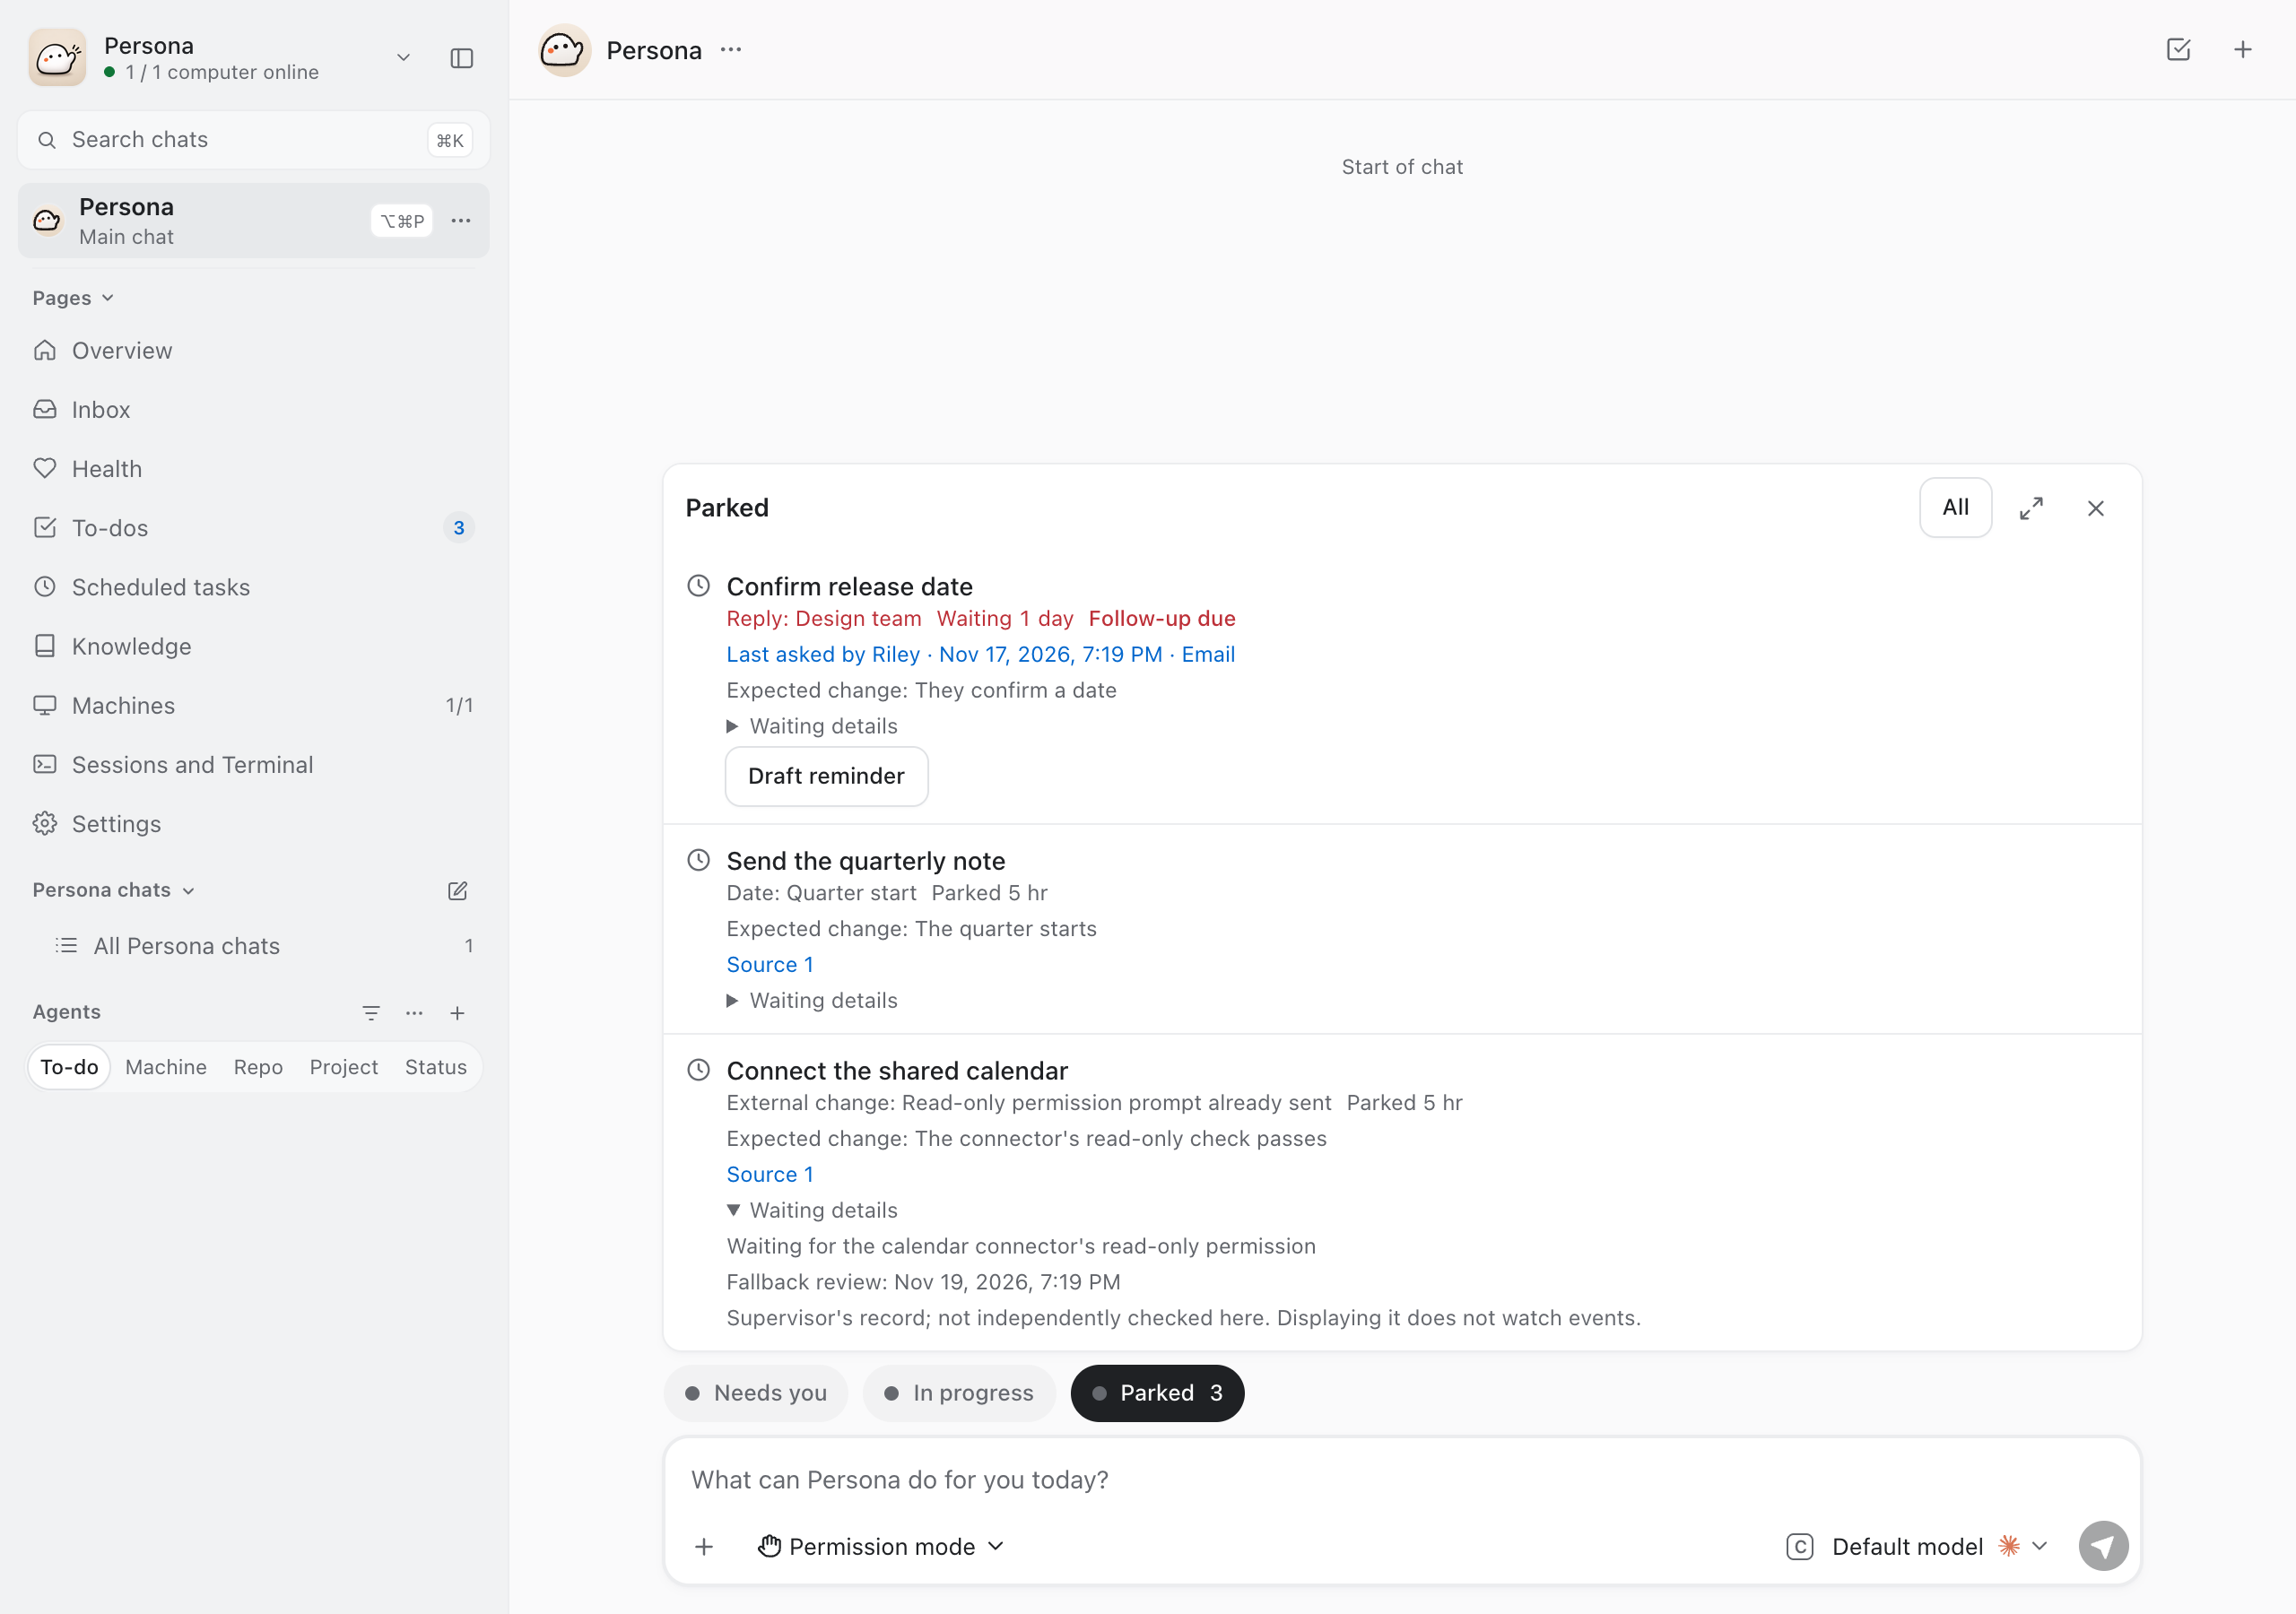 Persona
1 / 1 computer online
Search chats
⌘K
Persona
Main chat
⌥⌘P
Pages
Overview
Inbox
Health
To-dos
3
Scheduled tasks
Knowledge
Machines
1/1
Sessions and Terminal
Settings
Persona chats
All Persona chats
1
Agents
To-do
Machine
Repo
Project
Status
Persona
Start of chat
Parked
All
Confirm release date
Reply: Design team Waiting 1 day Follow-up due
Last asked by Riley · Nov 17, 2026, 7:19 PM · Email
Expected change: They confirm a date
Waiting details
Draft reminder
Send the quarterly note
Date: Quarter start Parked 5 hr
Expected change: The quarter starts
Source 1
Waiting details
Connect the shared calendar
External change: Read-only permission prompt already sent Parked 5 hr
Expected change: The connector's read-only check passes
Source 1
Waiting details
Waiting for the calendar connector's read-only permission
Fallback review: Nov 19, 2026, 7:19 PM
Supervisor's record; not independently checked here. Displaying it does not watch events.
Needs you
In progress
Parked 3
What can Persona do for you today?
Permission mode
C
Default model